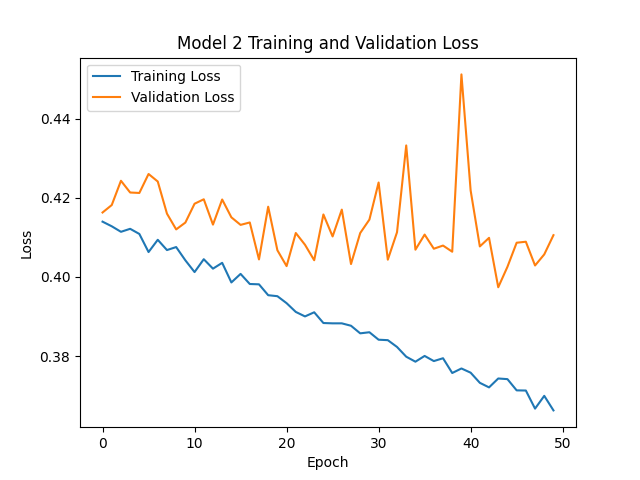 Model 2 Training and Validation Loss
Training Loss
Validation Loss
0.44
0.42
0.40
0.38
Loss
0 10 20 30 40 50
Epoch